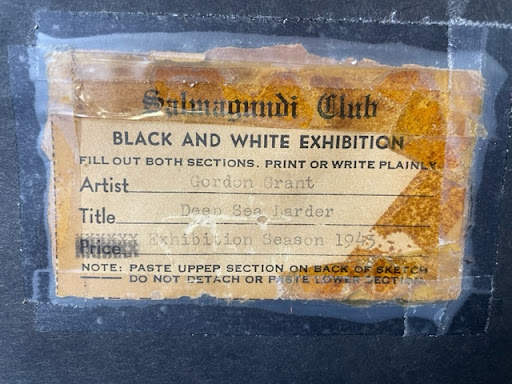 Salmagundi Club
BLACK AND WHITE EXHIBITION
FILL OUT BOTH SECTIONS. PRINT OR WRITE PLAINLY.
Artist Gordon Grant
Title Deep Sea Larder
Price Exhibition Season 1945
NOTE: PASTE UPPER SECTION ON BACK OF SKETCH
DO NOT DETACH OR PASTE LOWER SECTION